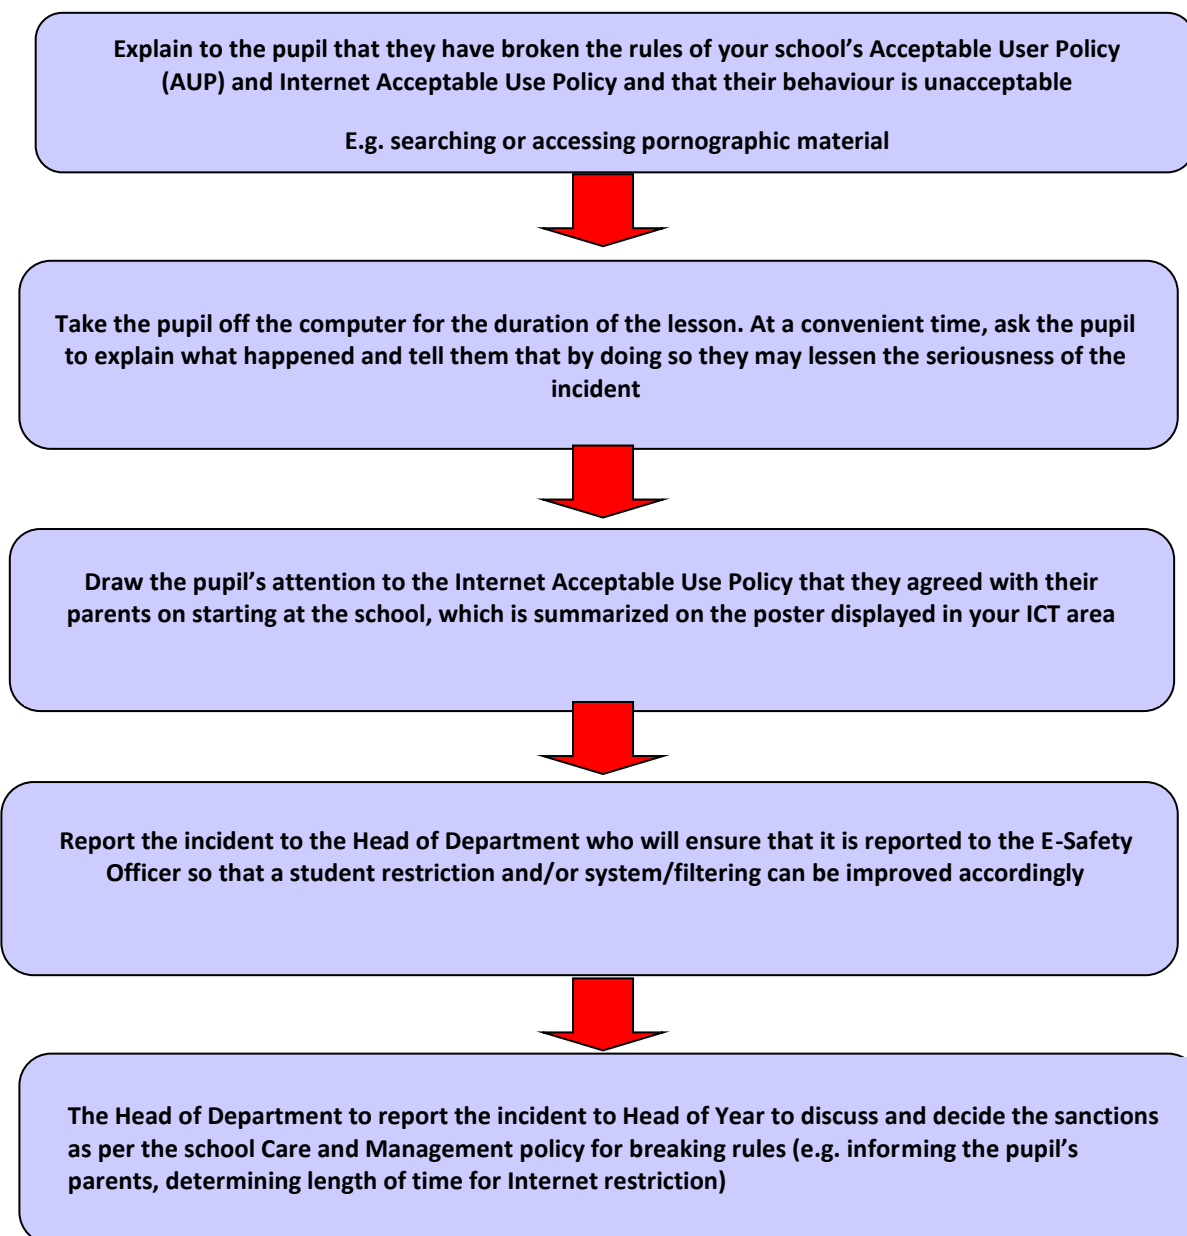 Explain to the pupil that they have broken the rules of your school’s Acceptable User Policy
(AUP) and Internet Acceptable Use Policy and that their behaviour is unacceptable
E.g. searching or accessing pornographic material
Take the pupil off the computer for the duration of the lesson. At a convenient time, ask the pupil
to explain what happened and tell them that by doing so they may lessen the seriousness of the
incident
Draw the pupil’s attention to the Internet Acceptable Use Policy that they agreed with their
parents on starting at the school, which is summarized on the poster displayed in your ICT area
Report the incident to the Head of Department who will ensure that it is reported to the E-Safety
Officer so that a student restriction and/or system/filtering can be improved accordingly
The Head of Department to report the incident to Head of Year to discuss and decide the sanctions
as per the school Care and Management policy for breaking rules (e.g. informing the pupil’s
parents, determining length of time for Internet restriction)